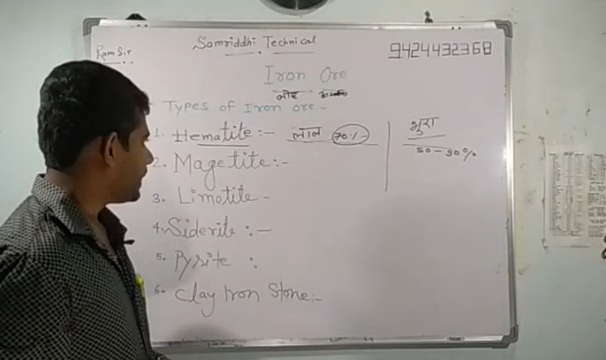 Ram Sir
Samriddhi Technical
9424432368
Iron Ore
लौह
Types of Iron ore -
1. Hematite :- लाल 70%
2. Magetite :-
3. Limotite -
4. Siderite :-
5. Pysite :
6. Clay Iron Stone :-
भुरा
50-90%